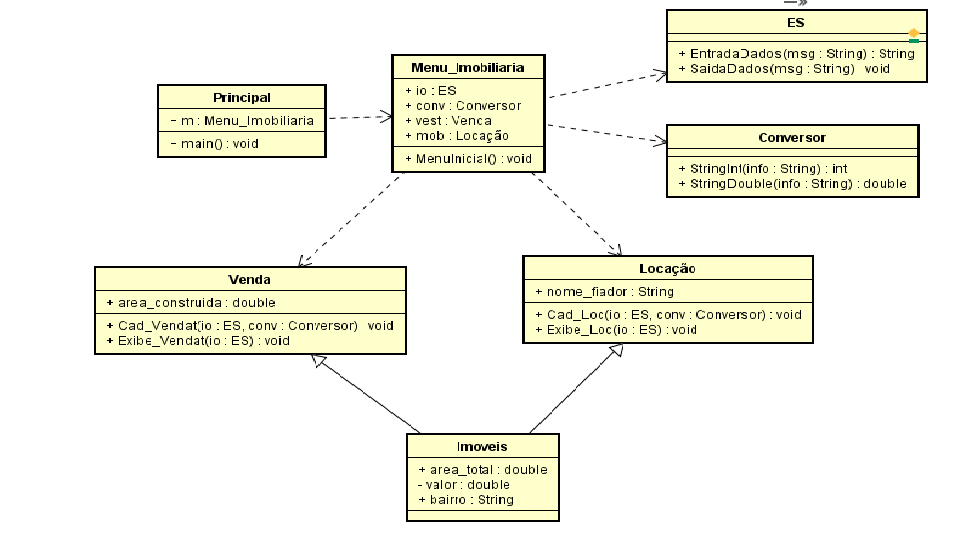 ES
+ EntradaDados(msg : String) : String
+ SaidaDados(msg : String) void
Menu_Imobiliaria
+ io : ES
+ conv : Conversor
+ vest : Venca
+ mob : Locação
+ MenuInicial() : void
Principal
- m : Menu_Imobiliaria
- main() : void
Conversor
+ StringInt(info : String) : int
+ StringDouble(info : String) : double
Venda
+ area_construida : double
+ Cad_Vendat(io : ES, conv : Conversor) void
+ Exibe_Vendat(io : ES) : void
Locação
+ nome_fiador : String
+ Cad_Loc(io : ES, conv : Conversor) : void
+ Exibe_Loc(io : ES) : void
Imoveis
+ area_total : double
- valor : double
+ bairro : String